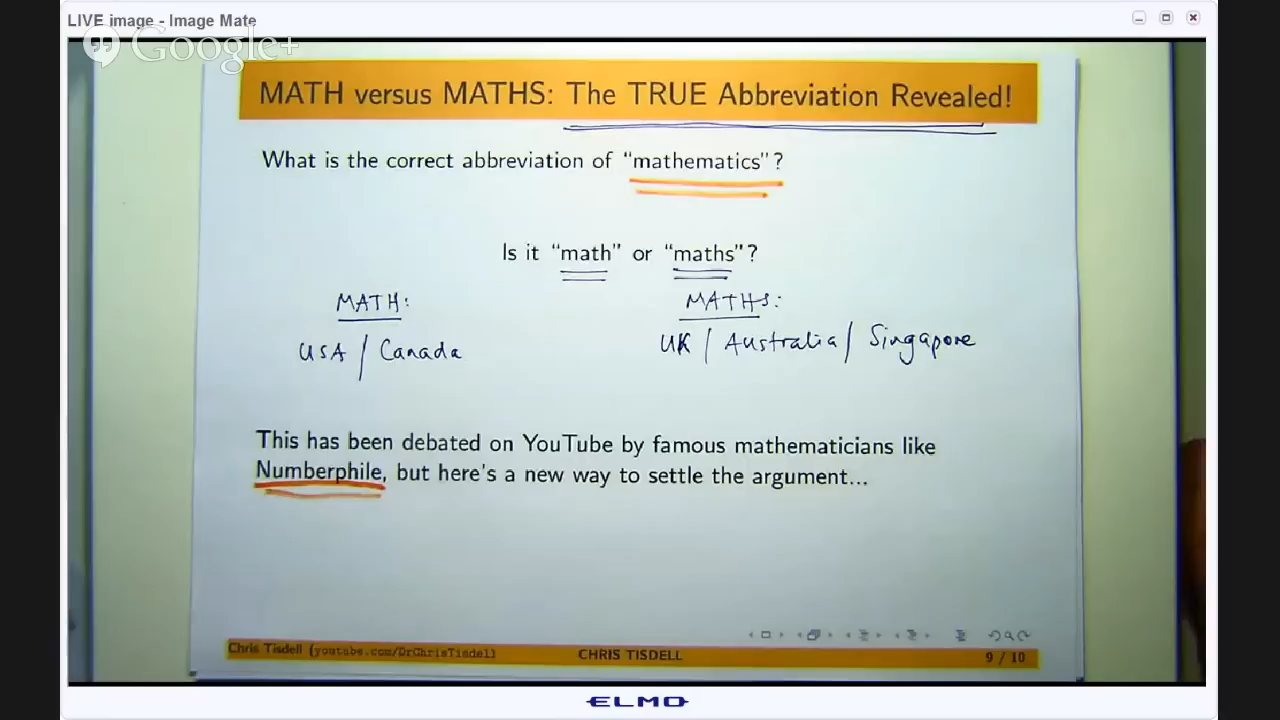 LIVE image - Image Mate
Google+
MATH versus MATHS: The TRUE Abbreviation Revealed!
What is the correct abbreviation of “mathematics”?
Is it “math” or “maths”?
MATH:
MATHS:
USA / Canada
UK / Australia / Singapore
This has been debated on YouTube by famous mathematicians like
Numberphile, but here's a new way to settle the argument...
Chris Tisdell (youtube.com/DrChrisTisdell
CHRIS TISDELL
9 / 10
ELMO